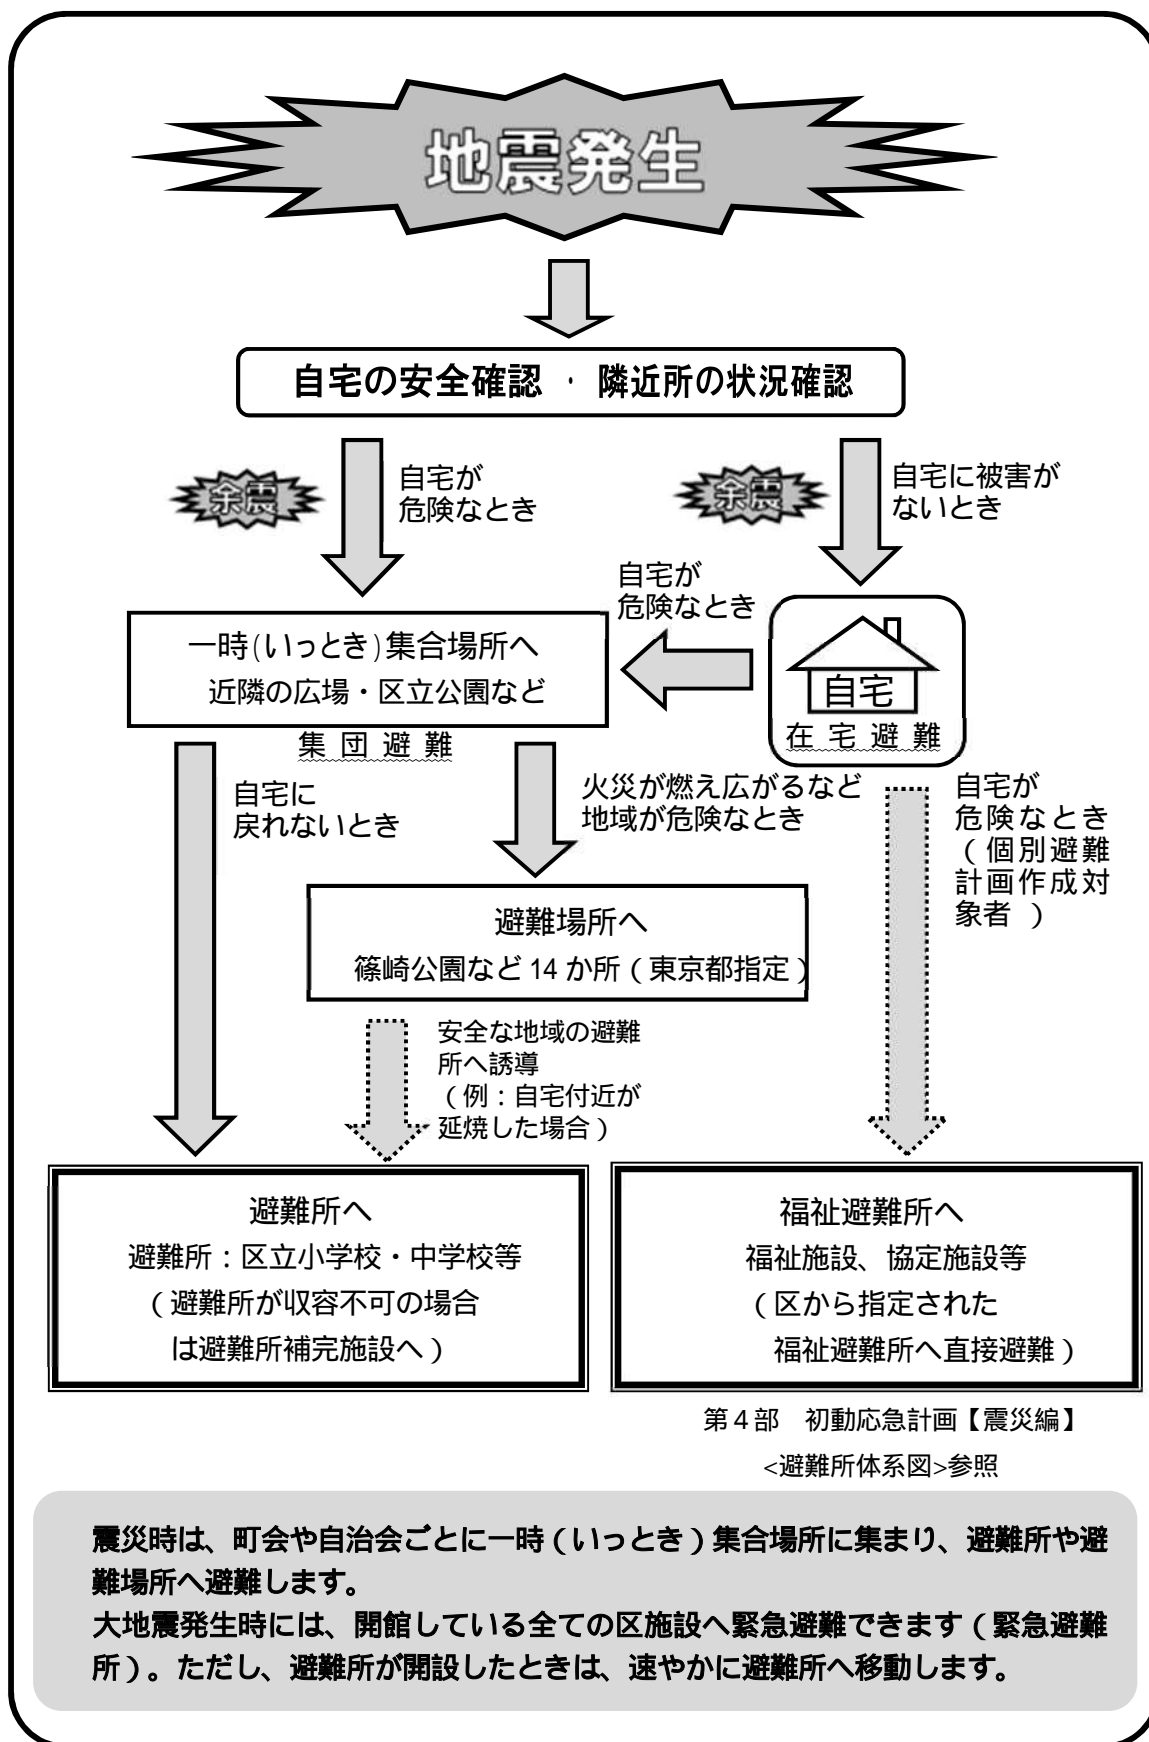 地震発生
自宅の安全確認 ・ 隣近所の状況確認
余震
自宅が
危険なとき
余震
自宅に被害が
ないとき
自宅が
危険なとき
一時(いっとき)集合場所へ
近隣の広場・区立公園など
集団避難
自宅
在宅避難
自宅に
戻れないとき
火災が燃え広がるなど
地域が危険なとき
自宅が
危険なとき
(個別避難
計画作成対
象者 )
避難場所へ
篠崎公園など 14 か所(東京都指定)
安全な地域の避難
所へ誘導
(例:自宅付近が
延焼した場合)
避難所へ
避難所:区立小学校・中学校等
(避難所が収容不可の場合
は避難所補完施設へ)
福祉避難所へ
福祉施設、協定施設等
(区から指定された
福祉避難所へ直接避難)
第4部 初動応急計画【震災編】
<避難所体系図>参照
震災時は、町会や自治会ごとに一時(いっとき)集合場所に集まり、避難所や避
難場所へ避難します。
大地震発生時には、開館している全ての区施設へ緊急避難できます(緊急避難
所)。ただし、避難所が開設したときは、速やかに避難所へ移動します。